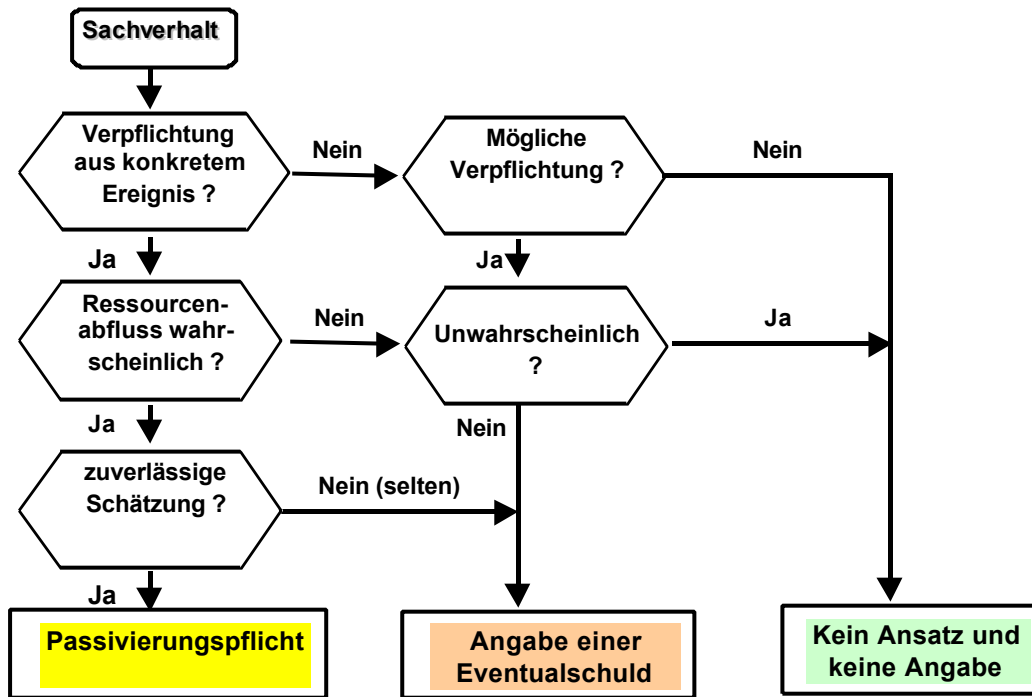 Sachverhalt
Verpflichtung
aus konkretem
Ereignis ?
Nein
Mögliche
Verpflichtung ?
Nein
Ja
Ja
Ressourcen-
abfluss wahr-
scheinlich ?
Nein
Unwahrscheinlich
?
Ja
Ja
Nein
zuverlässige
Schätzung ?
Nein (selten)
Ja
Passivierungspflicht
Angabe einer
Eventualschuld
Kein Ansatz und
keine Angabe